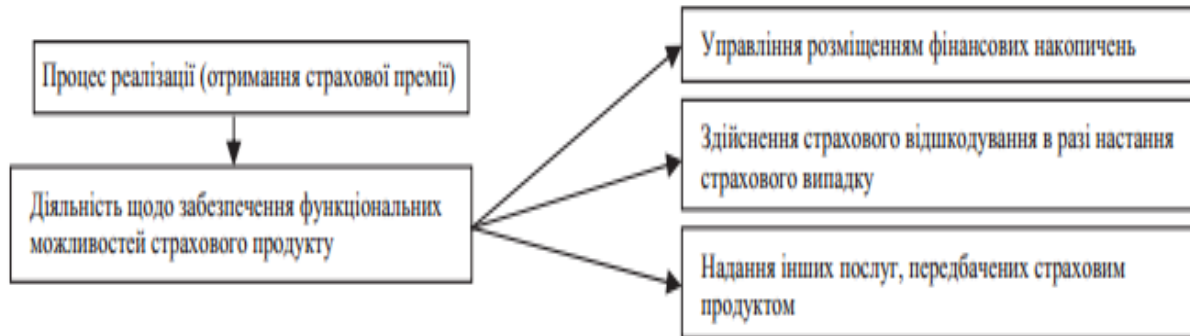 Процес реалізації (отримання страхової премії)
Діяльність щодо забезпечення функціональних
можливостей страхового продукту
Управління розміщенням фінансових накопичень
Здійснення страхового відшкодування в разі настання
страхового випадку
Надання інших послуг, передбачених страховим
продуктом